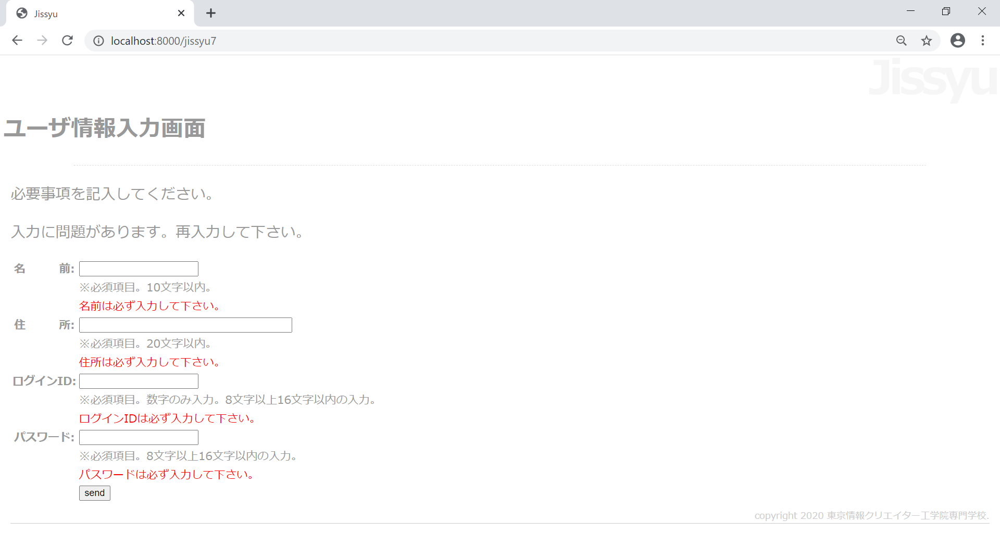 Jissyu
localhost:8000/jissyu7
Jissyu
ユーザ情報入力画面
必要事項を記入してください。
入力に問題があります。再入力して下さい。
名 前:
※必須項目。10文字以内。
名前は必ず入力して下さい。
住 所:
※必須項目。20文字以内。
住所は必ず入力して下さい。
ログインID:
※必須項目。数字のみ入力。8文字以上16文字以内の入力。
ログインIDは必ず入力して下さい。
パスワード:
※必須項目。8文字以上16文字以内の入力。
パスワードは必ず入力して下さい。
send
copyright 2020 東京情報クリエイター工学院専門学校.